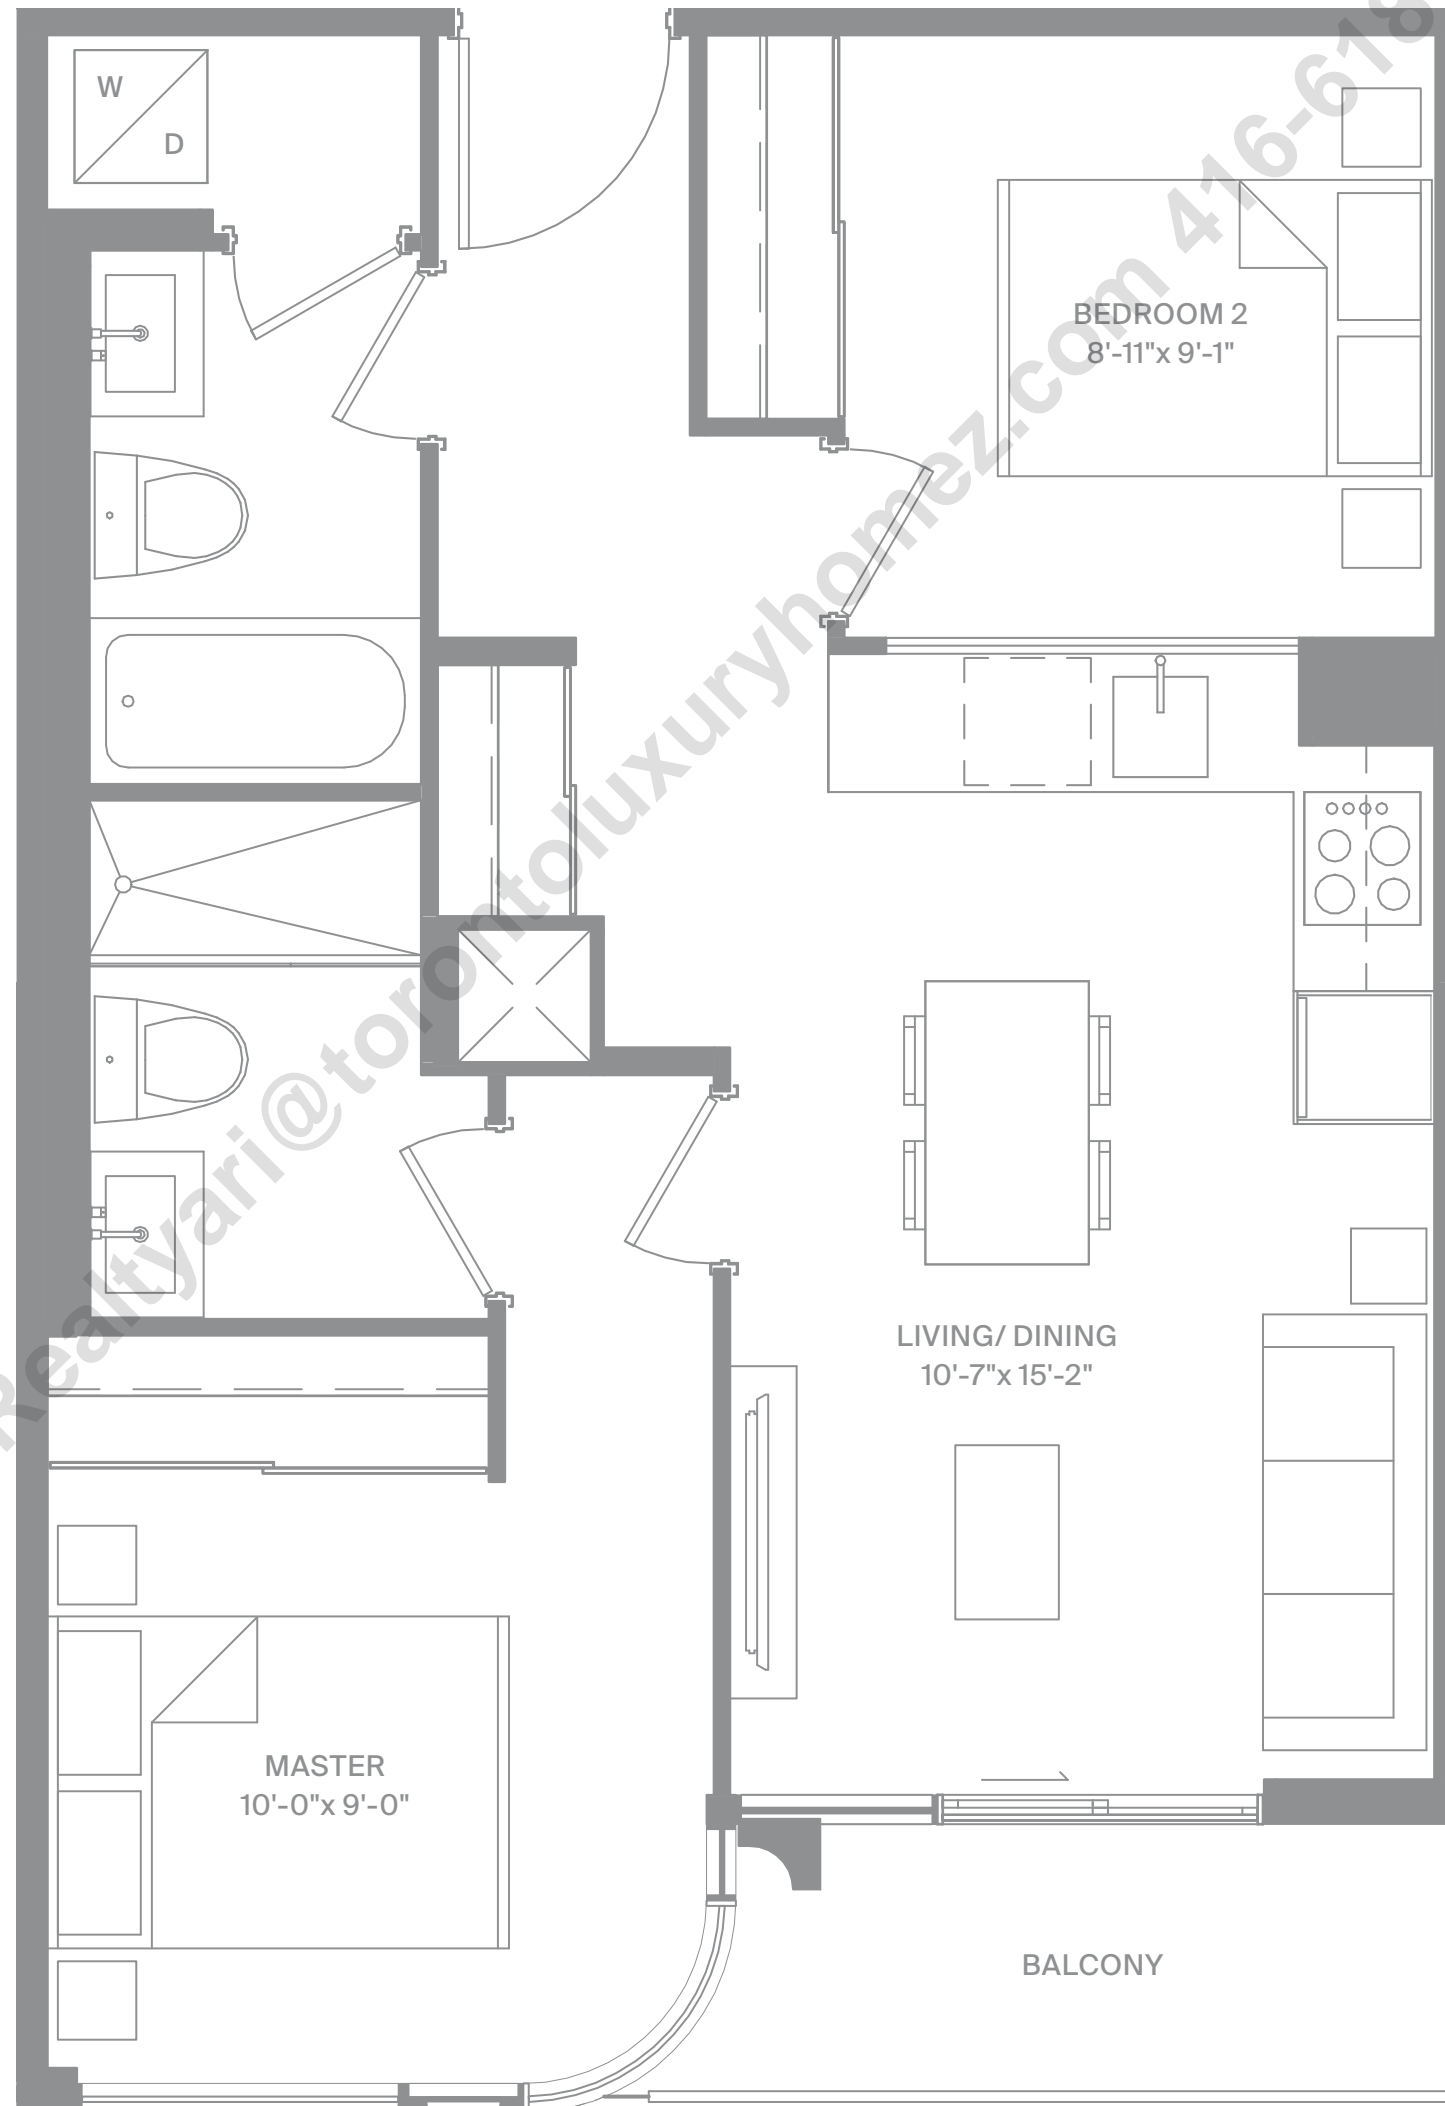 W
D
BEDROOM 2
8'-11"x 9'-1"
Realtyari@torontoluxuryhomez.com 416-618
LIVING/ DINING
10'-7"x 15'-2"
MASTER
10'-0"x 9'-0"
BALCONY